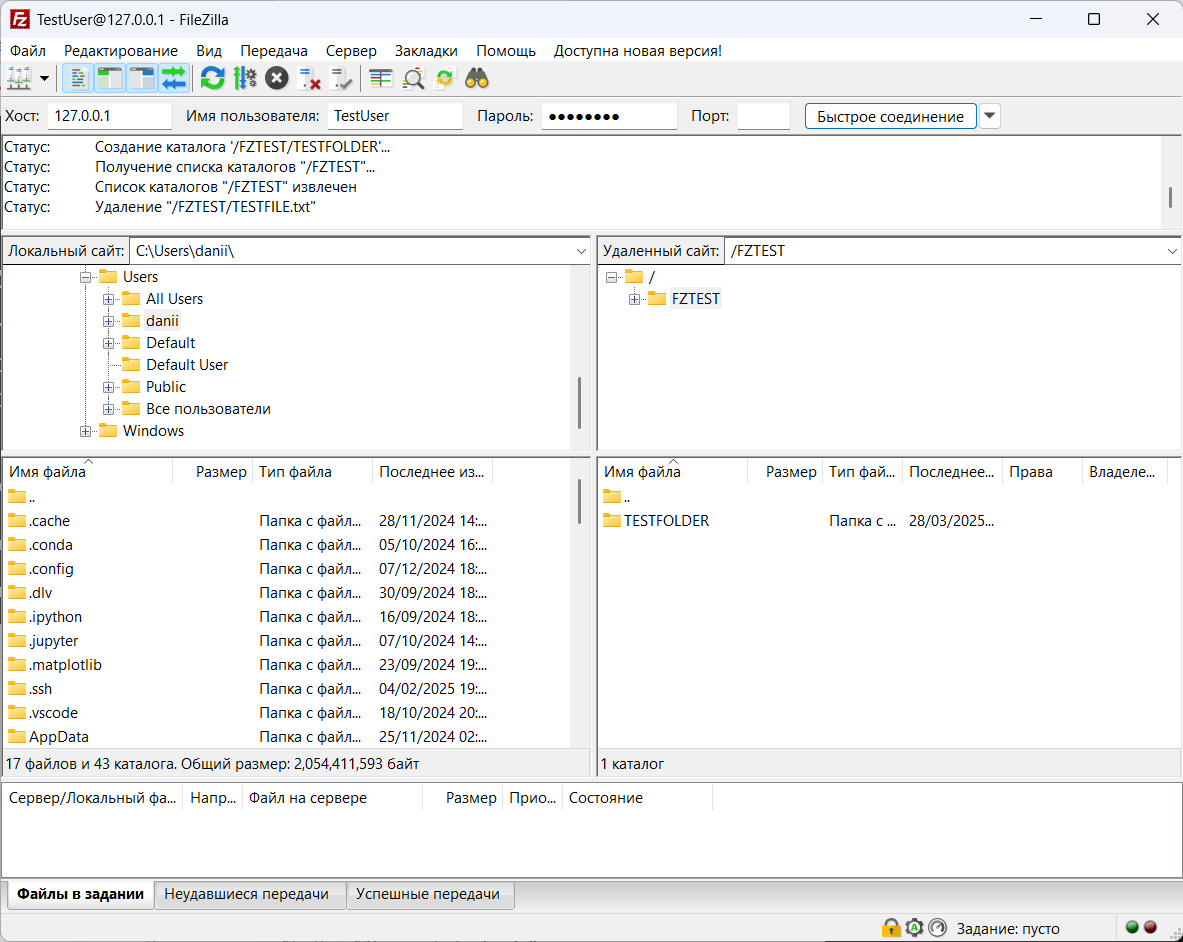 TestUser@127.0.0.1 - FileZilla
Файл Редактирование Вид Передача Сервер Закладки Помощь Доступна новая версия!
Хост: 127.0.0.1 Имя пользователя: TestUser Пароль: ●●●●●●●● Порт: Быстрое соединение
Статус: Создание каталога '/FZTEST/TESTFOLDER'...
Статус: Получение списка каталогов "/FZTEST"...
Статус: Список каталогов "/FZTEST" извлечен
Статус: Удаление "/FZTEST/TESTFILE.txt"
Локальный сайт: C:\Users\danii\
Users
All Users
danii
Default
Default User
Public
Все пользователи
Windows
Удаленный сайт: /FZTEST
/
FZTEST
Имя файла Размер Тип файла Последнее из...
..
.cache Папка с файл... 28/11/2024 14:...
.conda Папка с файл... 05/10/2024 16:...
.config Папка с файл... 07/12/2024 18:...
.dlv Папка с файл... 30/09/2024 18:...
.ipython Папка с файл... 16/09/2024 18:...
.jupyter Папка с файл... 07/10/2024 14:...
.matplotlib Папка с файл... 23/09/2024 19:...
.ssh Папка с файл... 04/02/2025 19:...
.vscode Папка с файл... 18/10/2024 20:...
AppData Папка с файл... 25/11/2024 02:...
17 файлов и 43 каталога. Общий размер: 2,054,411,593 байт
Имя файла Размер Тип фай... Последнее... Права Владеле...
..
TESTFOLDER Папка с ... 28/03/2025...
1 каталог
Сервер/Локальный фа... Напр... Файл на сервере Размер Прио... Состояние
Файлы в задании Неудавшиеся передачи Успешные передачи
Задание: пусто